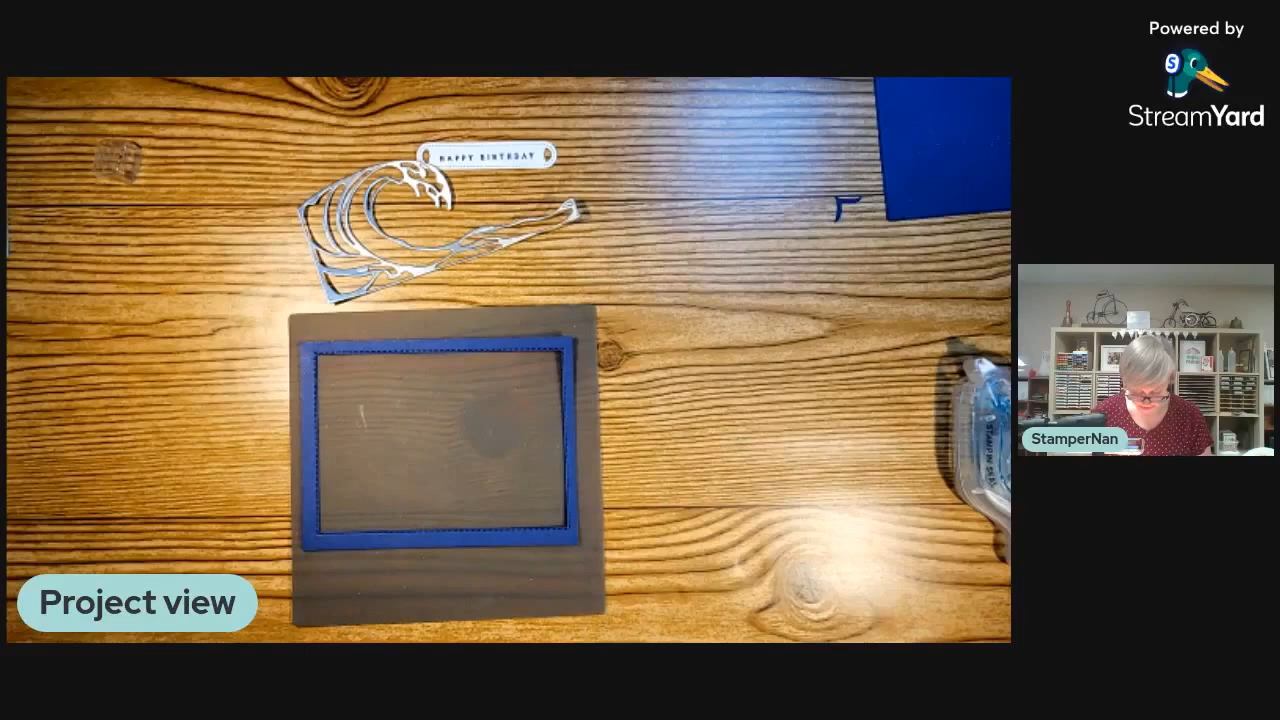 Powered by
S
StreamYard
HAPPY BIRTHDAY
StamperNan
Project view